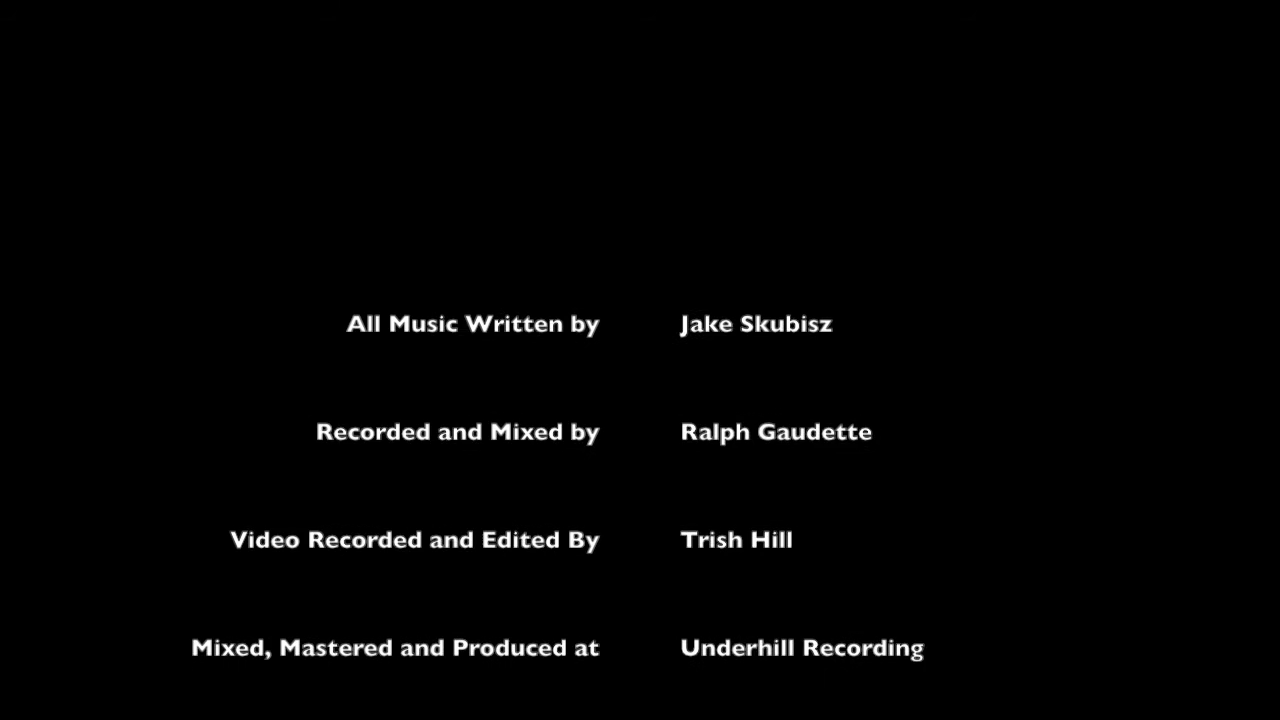 All Music Written by Jake Skubisz
Recorded and Mixed by Ralph Gaudette
Video Recorded and Edited By Trish Hill
Mixed, Mastered and Produced at Underhill Recording